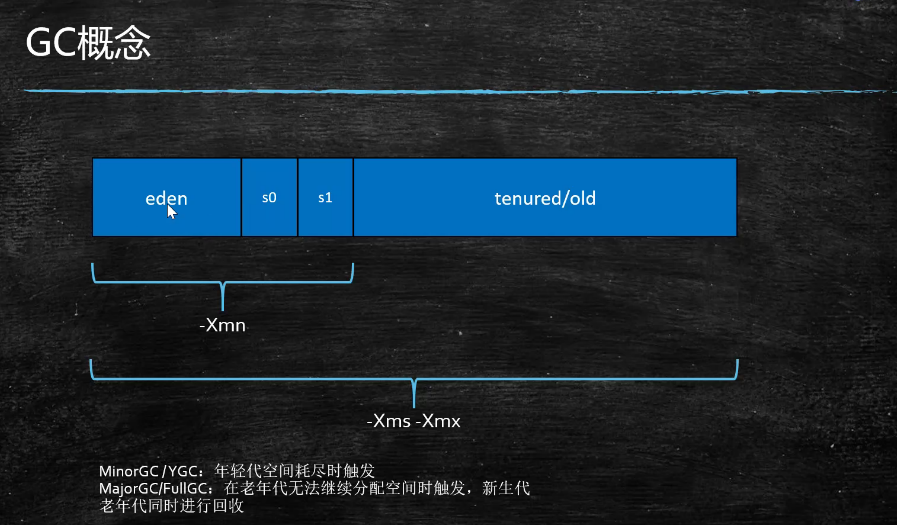 GC概念
eden
s0
s1
tenured/old
-Xmn
-Xms -Xmx
MinorGC /YGC：年轻代空间耗尽时触发
MajorGC/FullGC：在老年代无法继续分配空间时触发，新生代
老年代同时进行回收